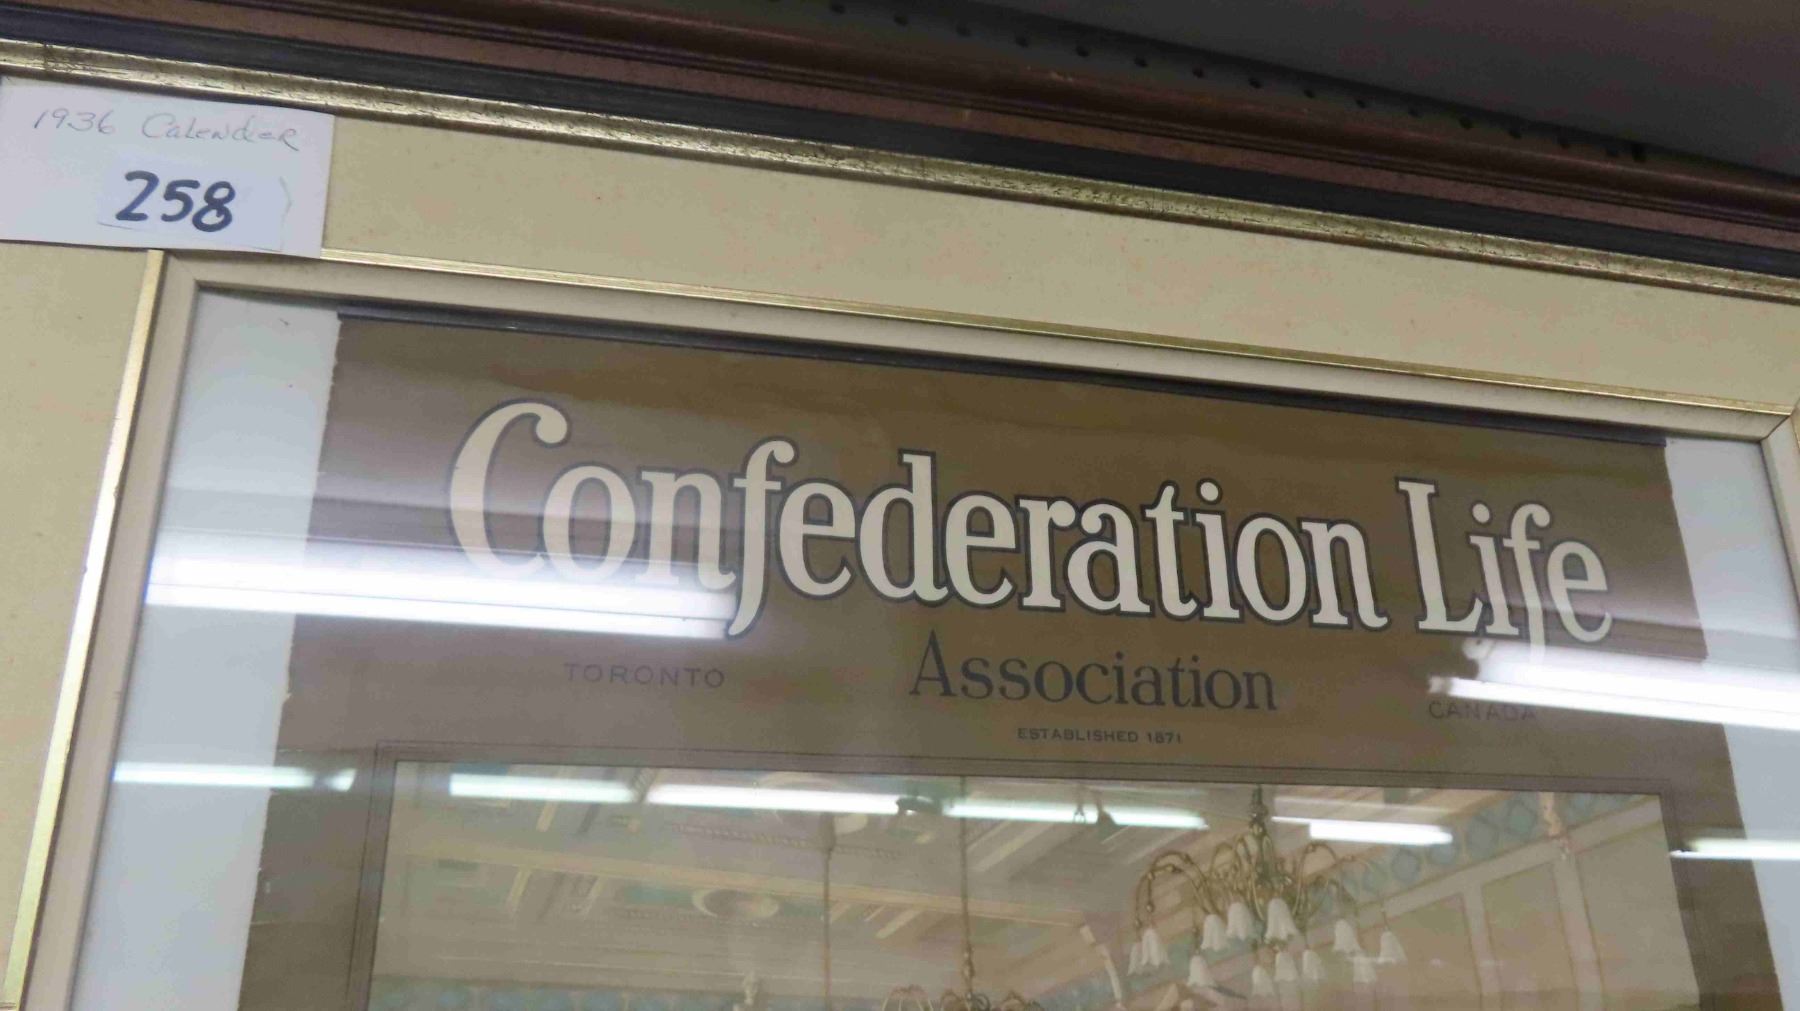 1936 Calender
258
Confederation Life
TORONTO Association CANADA
ESTABLISHED 1871